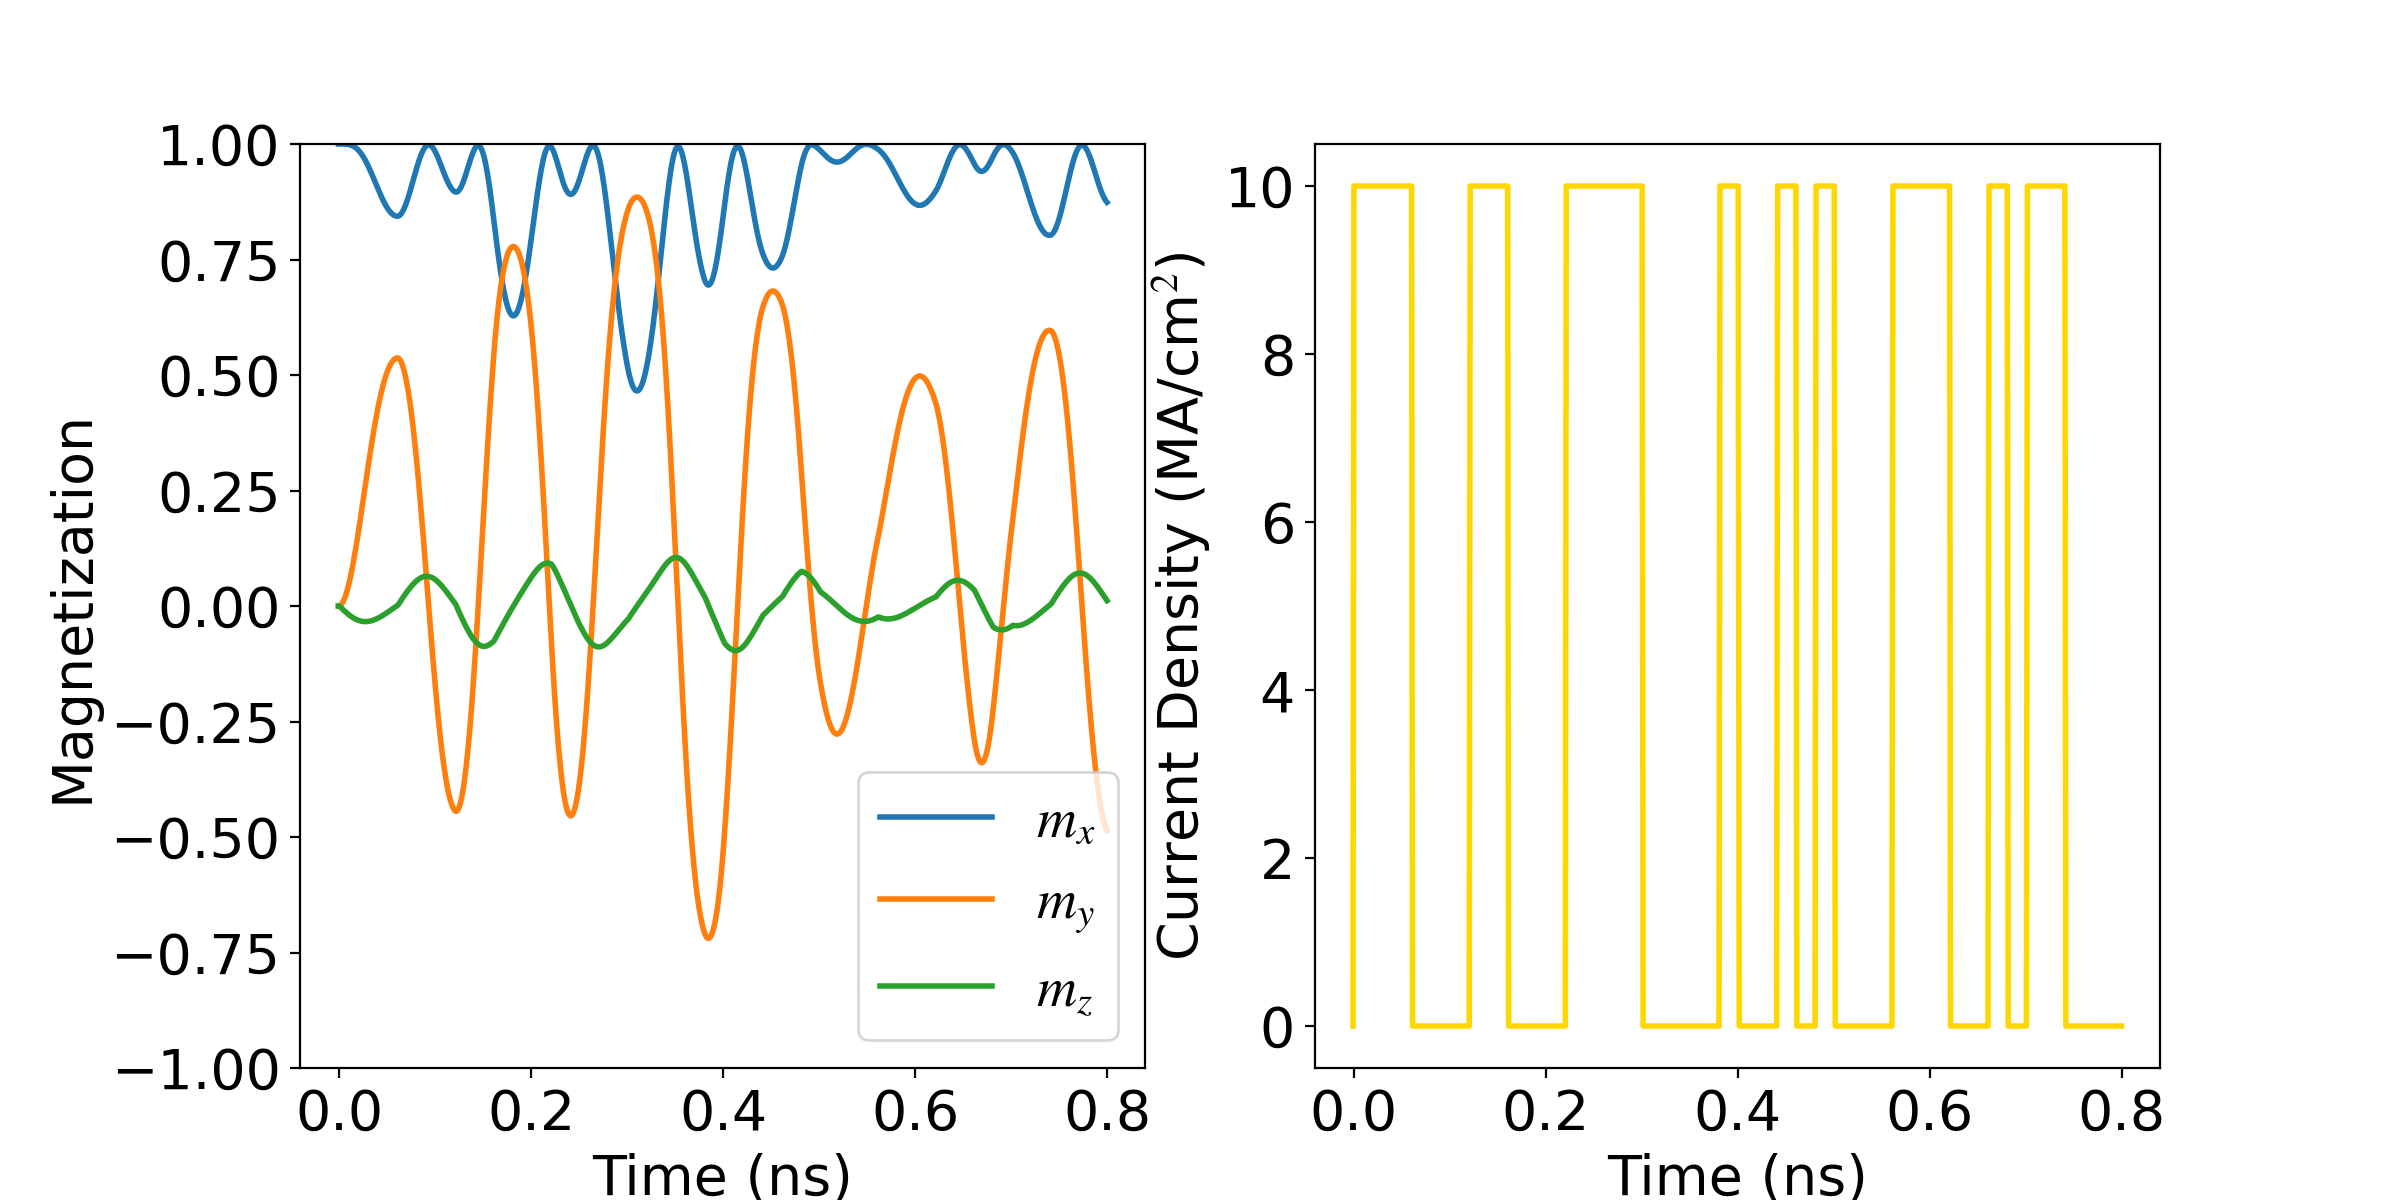 Magnetization
1.00
0.75
0.50
0.25
0.00
−0.25
−0.50
−0.75
−1.00
0.0 0.2 0.4 0.6 0.8
Time (ns)
m_x
m_y
m_z
Current Density (MA/cm²)
10
8
6
4
2
0
0.0 0.2 0.4 0.6 0.8
Time (ns)